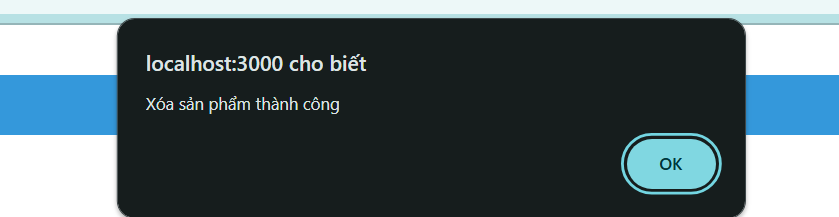 localhost:3000 cho biết
Xóa sản phẩm thành công
OK